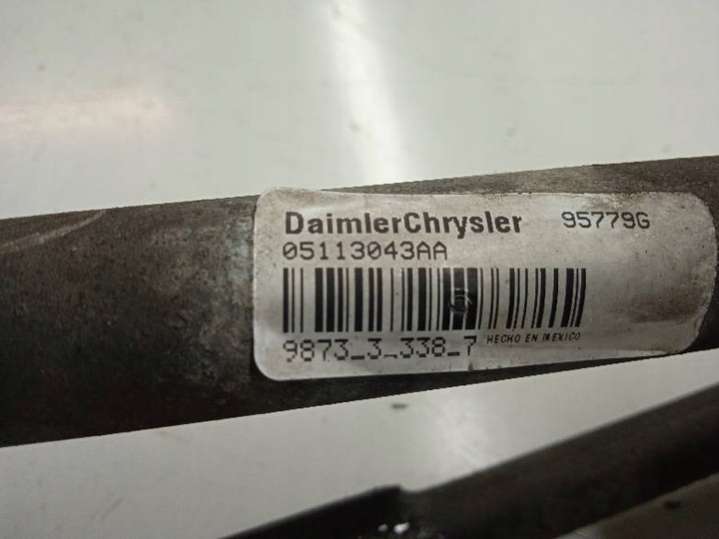 DaimlerChrysler 95779G
05113043AA
9873_3_338_7 HECHO EN MEXICO